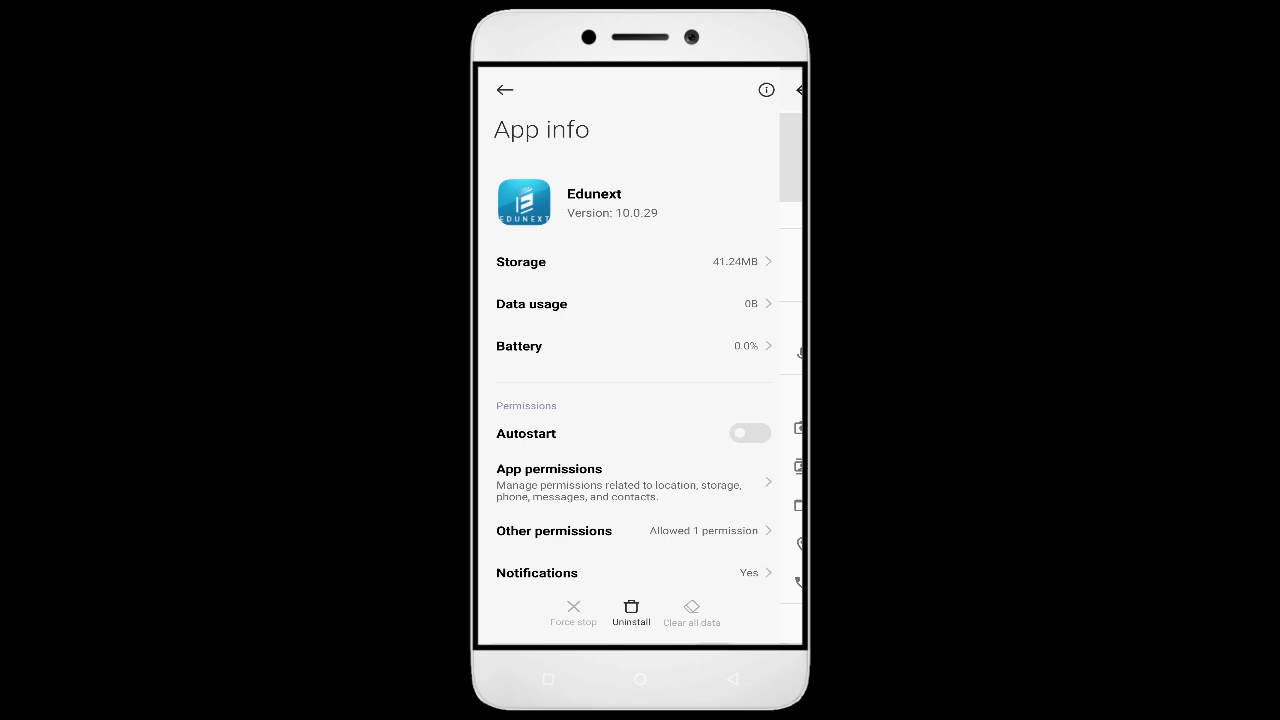 App info
EDUNEXT
Edunext
Version: 10.0.29
Storage 41.24MB
Data usage 0B
Battery 0.0%
Permissions
Autostart
App permissions
Manage permissions related to location, storage,
phone, messages, and contacts.
Other permissions Allowed 1 permission
Notifications Yes
Force stop Uninstall Clear all data